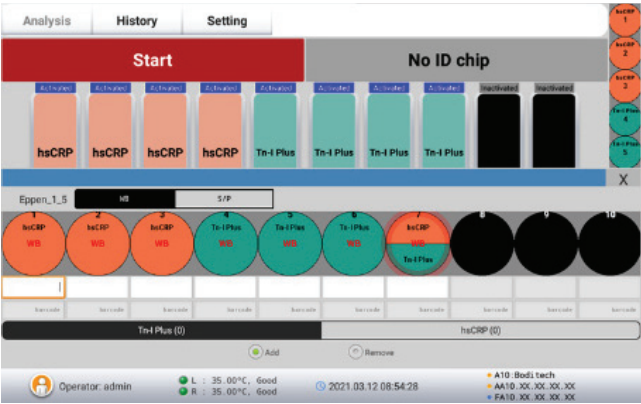 Analysis History Setting
hsCRP
1
Start No ID chip
hsCRP
2
hsCRP
3
Activated Activated Activated Activated Activated Activated Activated Activated Inactivated Inactivated
Tn-I Plus
4
hsCRP hsCRP hsCRP hsCRP Tn-I Plus Tn-I Plus Tn-I Plus Tn-I Plus
Tn-I Plus
5
X
Eppen_1_5 WB S/P
1 2 3 4 5 6 7 8 9 10
hsCRP hsCRP hsCRP Tn-I Plus Tn-I Plus Tn-I Plus hsCRP
WB WB WB WB WB WB WB
Tn-I Plus
barcode barcode barcode barcode barcode barcode barcode barcode barcode barcode
Tn-I Plus (0) hsCRP (0)
Add Remove
Operator: admin
L : 35.00°C, Good
R : 35.00°C, Good
2021.03.12 08:54:28
A10:Boditech
AA10.XX.XX.XX.XX
FA10.XX.XX.XX.XX